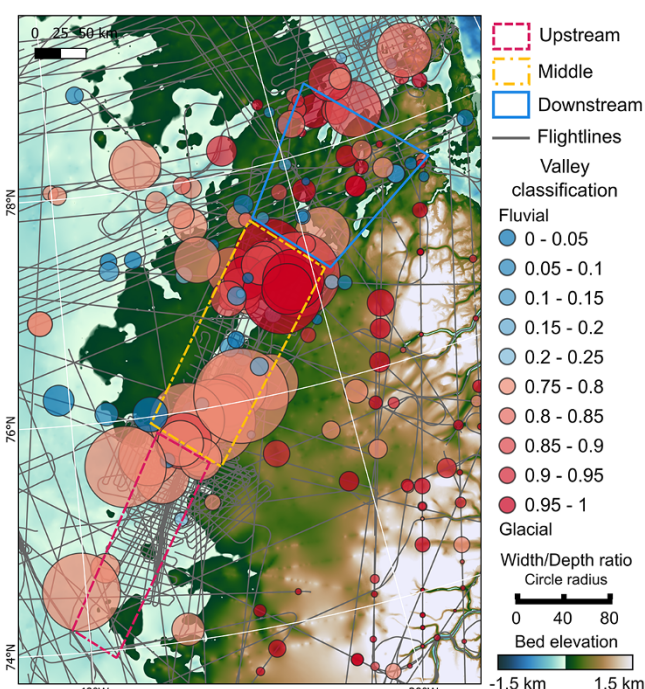 0 25 50 km
78°N
76°N
74°N
Upstream
Middle
Downstream
Flightlines
Valley
classification
Fluvial
0 - 0.05
0.05 - 0.1
0.1 - 0.15
0.15 - 0.2
0.2 - 0.25
0.75 - 0.8
0.8 - 0.85
0.85 - 0.9
0.9 - 0.95
0.95 - 1
Glacial
Width/Depth ratio
Circle radius
0 40 80
Bed elevation
-1.5 km 1.5 km